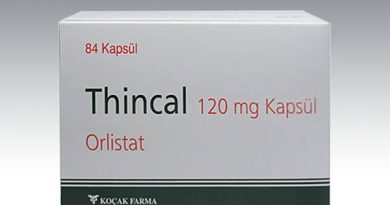 84 Kapsül
Thincal 120 mg Kapsül
Orlistat
KOÇAK FARMA